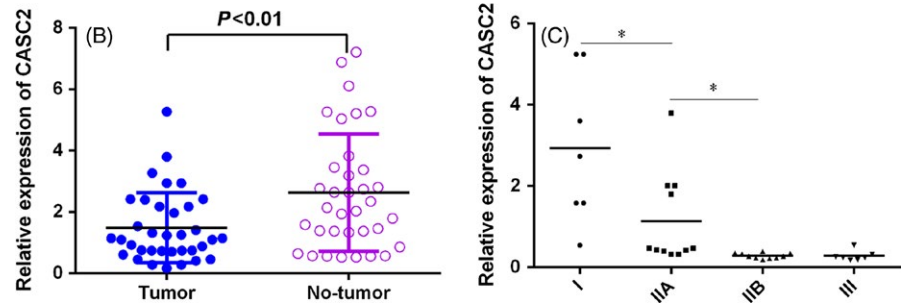 (B)
P<0.01
Relative expression of CASC2
8
6
4
2
0
Tumor No-tumor
(C)
Relative expression of CASC2
6
4
2
0
*
*
I IIA IIB III